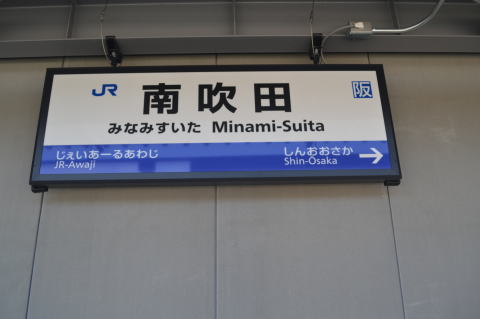 JR 南吹田 阪
みなみすいた Minami-Suita
じぇいあーるあわじ しんおおさか →
JR-Awaji Shin-Ōsaka